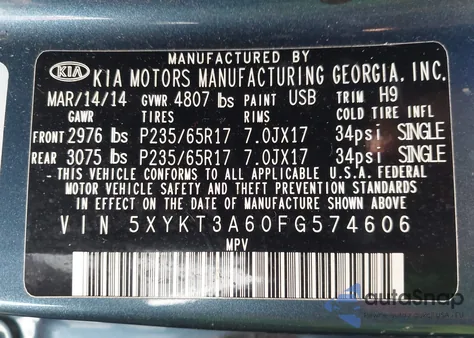 MANUFACTURED BY
KIA KIA MOTORS MANUFACTURING GEORGIA. INC.
MAR/14/14 GVWR 4807 lbs PAINT USB TRIM H9
GAWR TIRES RIMS COLD TIRE INFL
FRONT 2976 lbs P235/65R17 7.0JX17 34psi SINGLE
REAR 3075 lbs P235/65R17 7.0JX17 34psi SINGLE
THIS VEHICLE CONFORMS TO ALL APPLICABLE U.S.A. FEDERAL
MOTOR VEHICLE SAFETY AND THEFT PREVENTION STANDARDS
IN EFFECT ON THE DATE OF MANUFACTURE SHOWN ABOVE
VIN 5XYKT3A60FG574606
MPV
autoSnap